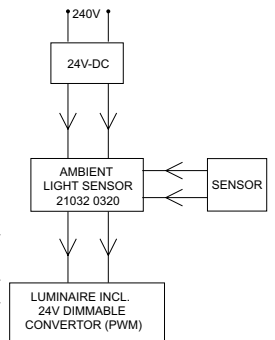 240V
24V-DC
AMBIENT
LIGHT SENSOR
21032 0320
SENSOR
LUMINAIRE INCL.
24V DIMMABLE
CONVERTOR (PWM)